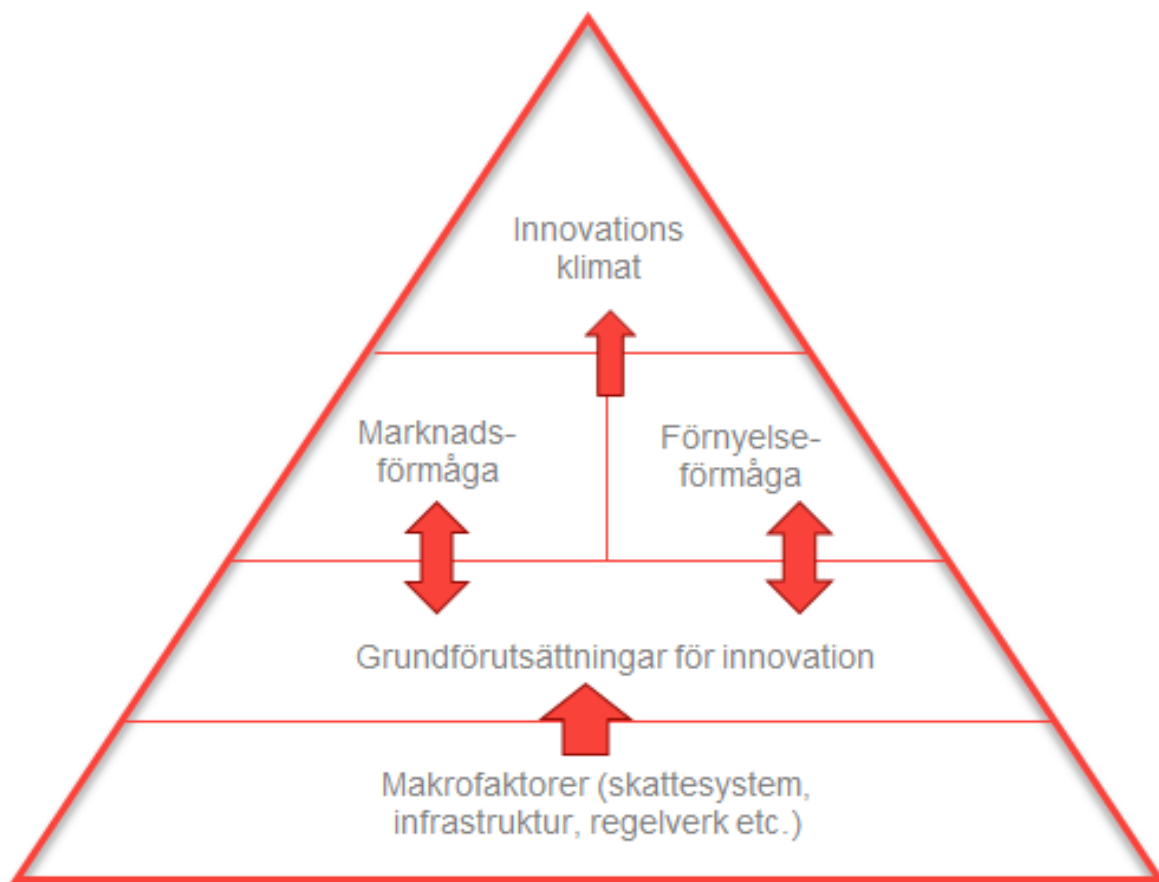 Innovations
klimat
Marknads-
förmåga
Förnyelse-
förmåga
Grundförutsättningar för innovation
Makrofaktorer (skattesystem,
infrastruktur, regelverk etc.)